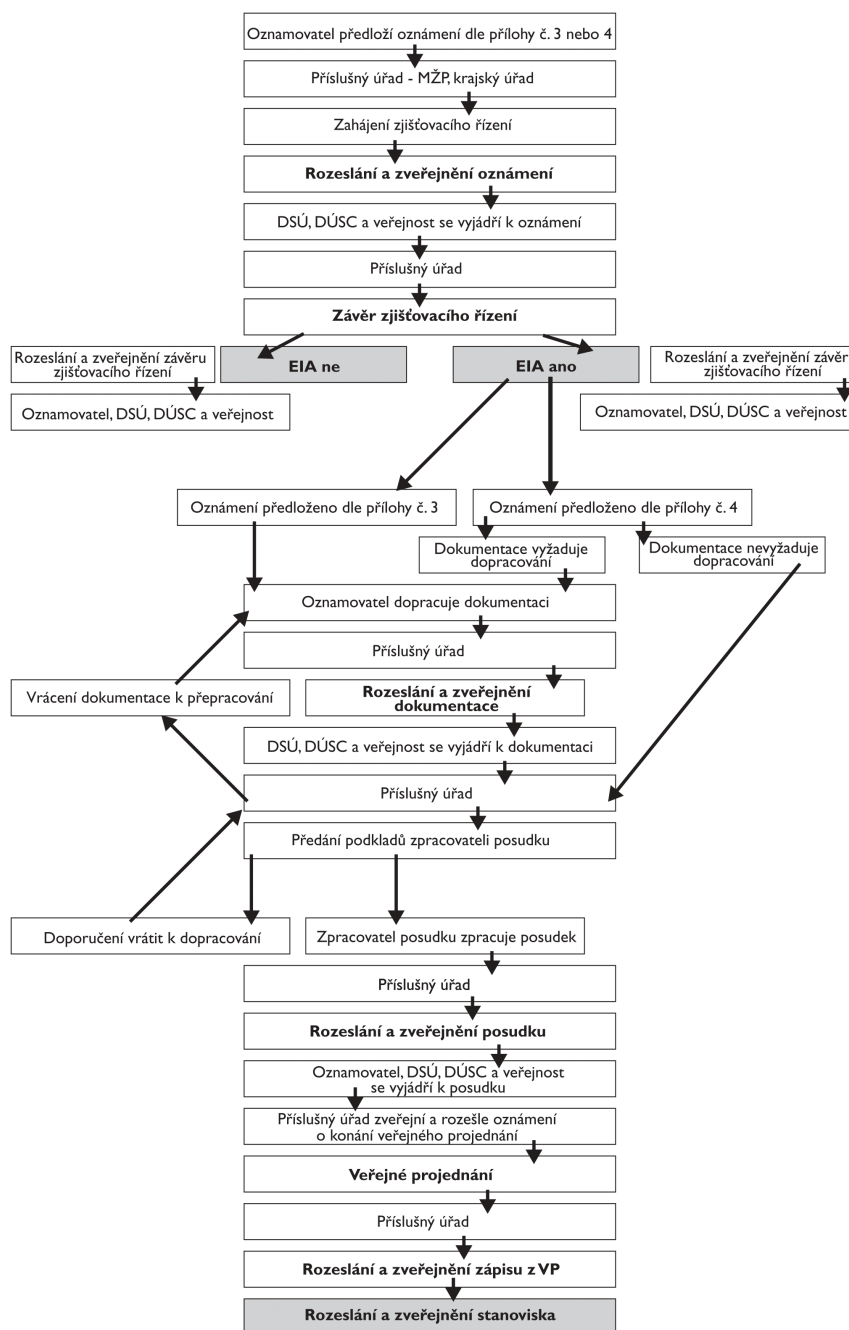 Oznamovatel předloží oznámení dle přílohy č. 3 nebo 4
Příslušný úřad - MŽP, krajský úřad
Zahájení zjišťovacího řízení
Rozeslání a zveřejnění oznámení
DSÚ, DÚSC a veřejnost se vyjádří k oznámení
Příslušný úřad
Závěr zjišťovacího řízení
Rozeslání a zveřejnění závěru
zjišťovacího řízení
EIA ne
EIA ano
Rozeslání a zveřejnění závěr
zjišťovacího řízení
Oznamovatel, DSÚ, DÚSC a veřejnost
Oznamovatel, DSÚ, DÚSC a veřejnost
Oznámení předloženo dle přílohy č. 3
Oznámení předloženo dle přílohy č. 4
Dokumentace vyžaduje
dopracování
Dokumentace nevyžaduje
dopracování
Oznamovatel dopracuje dokumentaci
Příslušný úřad
Vrácení dokumentace k přepracování
Rozeslání a zveřejnění
dokumentace
DSÚ, DÚSC a veřejnost se vyjádří k dokumentaci
Příslušný úřad
Předání podkladů zpracovateli posudku
Doporučení vrátit k dopracování
Zpracovatel posudku zpracuje posudek
Příslušný úřad
Rozeslání a zveřejnění posudku
Oznamovatel, DSÚ, DÚSC a veřejnost
se vyjádří k posudku
Příslušný úřad zveřejní a rozešle oznámení
o konání veřejného projednání
Veřejné projednání
Příslušný úřad
Rozeslání a zveřejnění zápisu z VP
Rozeslání a zveřejnění stanoviska